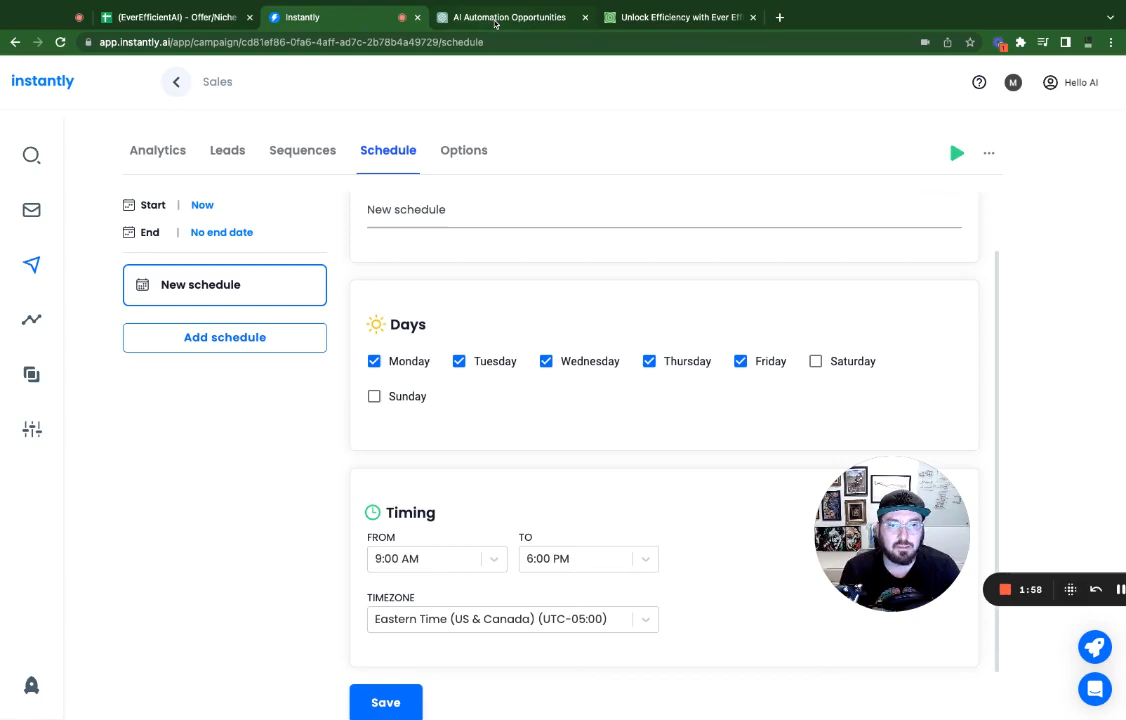 (EverEfficientAI) - Offer/Niche
Instantly
AI Automation Opportunities
Unlock Efficiency with Ever Eff
app.instantly.ai/app/campaign/cd81ef86-0fa6-4aff-ad7c-2b78b4a49729/schedule
1
instantly
Sales
M
Hello AI
Analytics
Leads
Sequences
Schedule
Options
Start | Now
End | No end date
New schedule
Add schedule
New schedule
Days
Monday
Tuesday
Wednesday
Thursday
Friday
Saturday
Sunday
Timing
FROM
TO
9:00 AM
6:00 PM
TIMEZONE
Eastern Time (US & Canada) (UTC-05:00)
1:58
Save